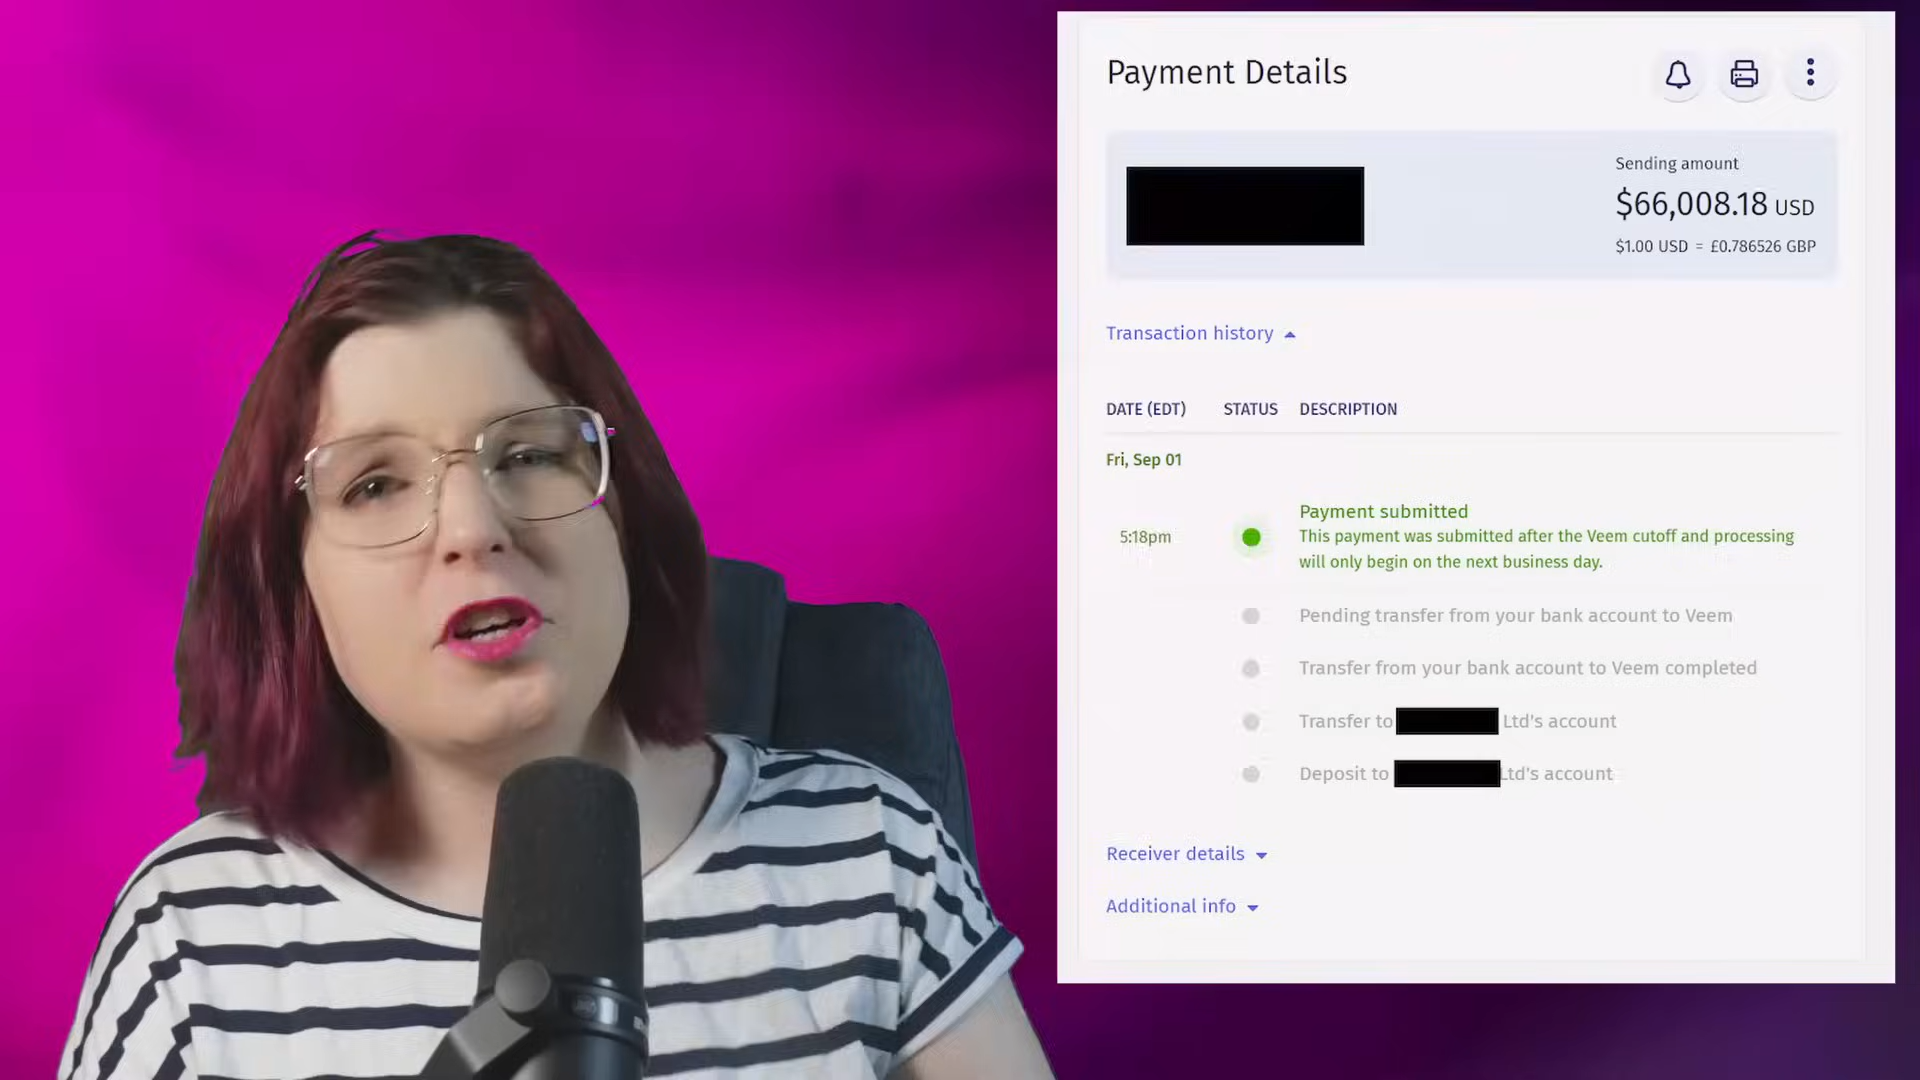 Payment Details
Sending amount
$66,008.18 USD
$1.00 USD = £0.786526 GBP
Transaction history
DATE (EDT) STATUS DESCRIPTION
Fri, Sep 01
Payment submitted
5:18pm This payment was submitted after the Veem cutoff and processing
will only begin on the next business day.
Pending transfer from your bank account to Veem
Transfer from your bank account to Veem completed
Transfer to Ltd's account
Deposit to Ltd's account
Receiver details
Additional info